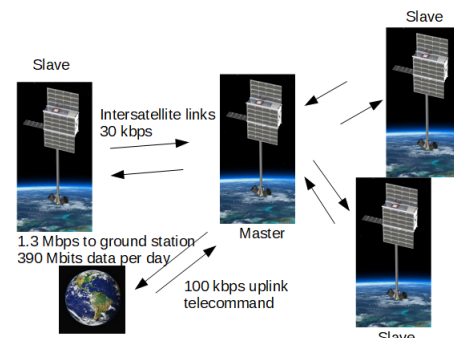 Slave
Slave
Intersatellite links
30 kbps
Master
1.3 Mbps to ground station
390 Mbits data per day
100 kbps uplink
telecommand
Slave